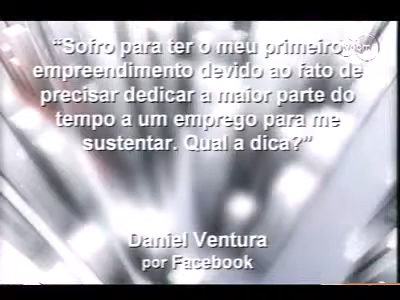 “Sofro para ter o meu primeiro
empreendimento devido ao fato de
precisar dedicar a maior parte do
tempo a um emprego para me
sustentar. Qual a dica?”
Daniel Ventura
por Facebook